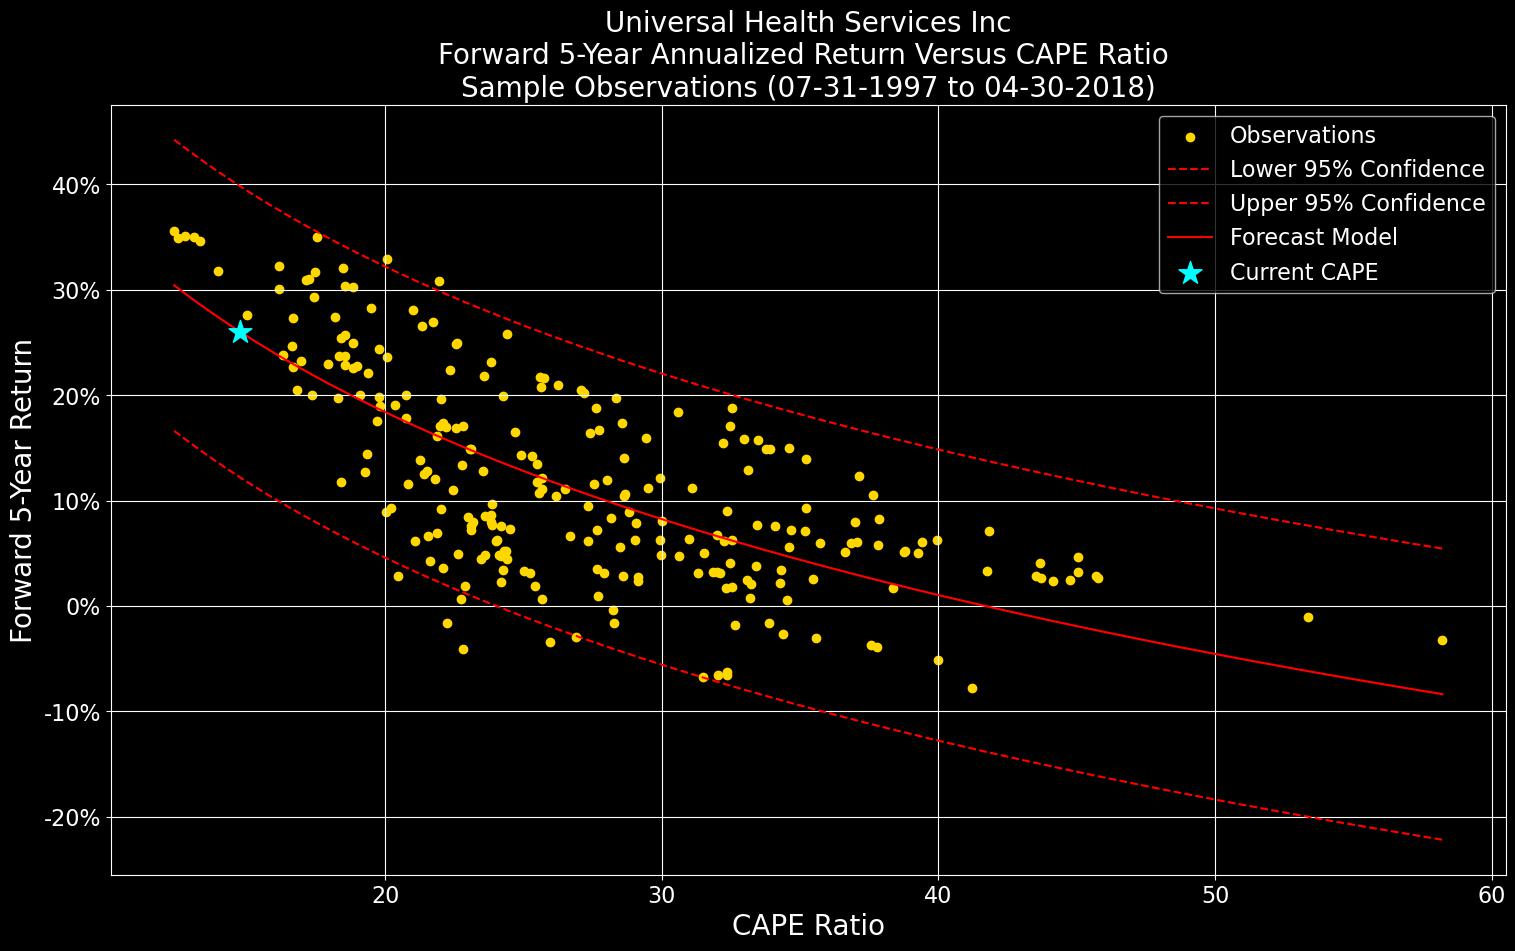 Universal Health Services Inc
Forward 5-Year Annualized Return Versus CAPE Ratio
Sample Observations (07-31-1997 to 04-30-2018)
Observations
Lower 95% Confidence
Upper 95% Confidence
Forecast Model
Current CAPE
Forward 5-Year Return
40%
30%
20%
10%
0%
-10%
-20%
20 30 40 50 60
CAPE Ratio